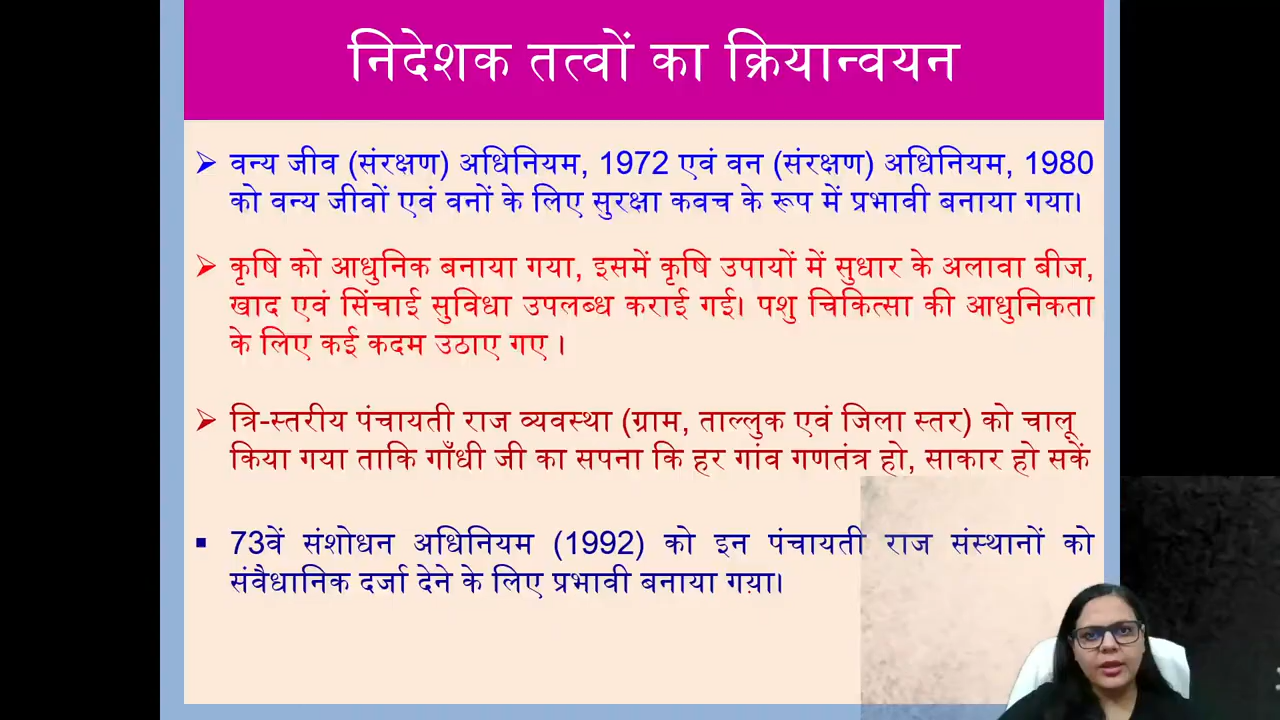 निदेशक तत्वों का क्रियान्वयन
➢ वन्य जीव (संरक्षण) अधिनियम, 1972 एवं वन (संरक्षण) अधिनियम, 1980
को वन्य जीवों एवं वनों के लिए सुरक्षा कवच के रूप में प्रभावी बनाया गया।
➢ कृषि को आधुनिक बनाया गया, इसमें कृषि उपायों में सुधार के अलावा बीज,
खाद एवं सिंचाई सुविधा उपलब्ध कराई गई। पशु चिकित्सा की आधुनिकता
के लिए कई कदम उठाए गए ।
➢ त्रि-स्तरीय पंचायती राज व्यवस्था (ग्राम, ताल्लुक एवं जिला स्तर) को चालू
किया गया ताकि गाँधी जी का सपना कि हर गांव गणतंत्र हो, साकार हो सकें
▪ 73वें संशोधन अधिनियम (1992) को इन पंचायती राज संस्थानों को
संवैधानिक दर्जा देने के लिए प्रभावी बनाया गया।